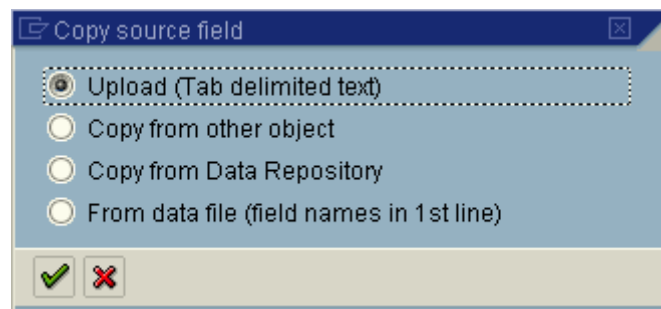 Copy source field
Upload (Tab delimited text)
Copy from other object
Copy from Data Repository
From data file (field names in 1st line)